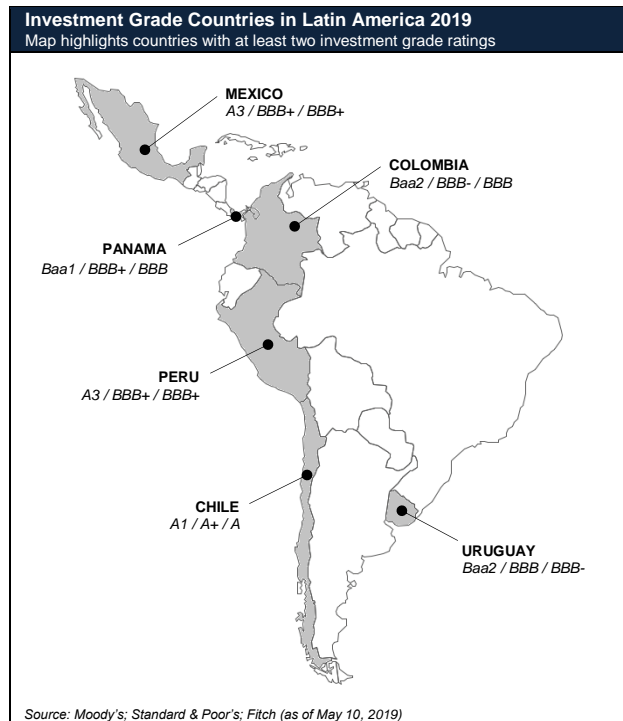 Investment Grade Countries in Latin America 2019
Map highlights countries with at least two investment grade ratings
MEXICO
A3 / BBB+ / BBB+
COLOMBIA
Baa2 / BBB- / BBB
PANAMA
Baa1 / BBB+ / BBB
PERU
A3 / BBB+ / BBB+
CHILE
A1 / A+ / A
URUGUAY
Baa2 / BBB / BBB-
Source: Moody's; Standard & Poor's; Fitch (as of May 10, 2019)